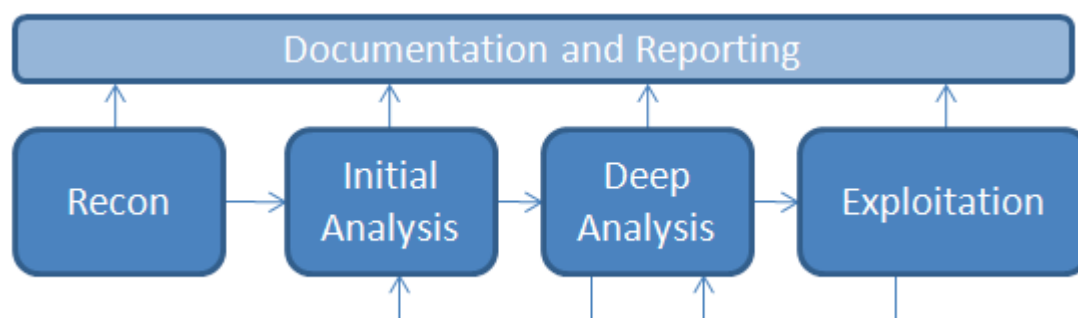 Documentation and Reporting
Recon
Initial
Analysis
Deep
Analysis
Exploitation